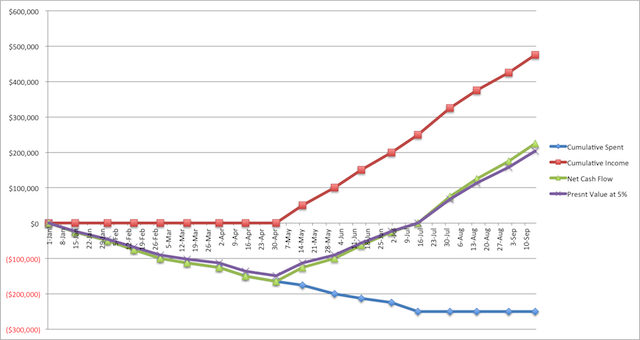 $600,000
$500,000
$400,000
$300,000
$200,000
$100,000
$0
($100,000)
($200,000)
($300,000)
1-Jan
8-Jan
15-Jan
22-Jan
29-Jan
5-Feb
12-Feb
19-Feb
26-Feb
5-Mar
12-Mar
19-Mar
26-Mar
2-Apr
9-Apr
16-Apr
23-Apr
30-Apr
7-May
14-May
21-May
28-May
4-Jun
11-Jun
18-Jun
25-Jun
2-Jul
9-Jul
16-Jul
23-Jul
30-Jul
6-Aug
13-Aug
20-Aug
27-Aug
3-Sep
10-Sep
Cumulative Spent
Cumulative Income
Net Cash Flow
Presnt Value at 5%